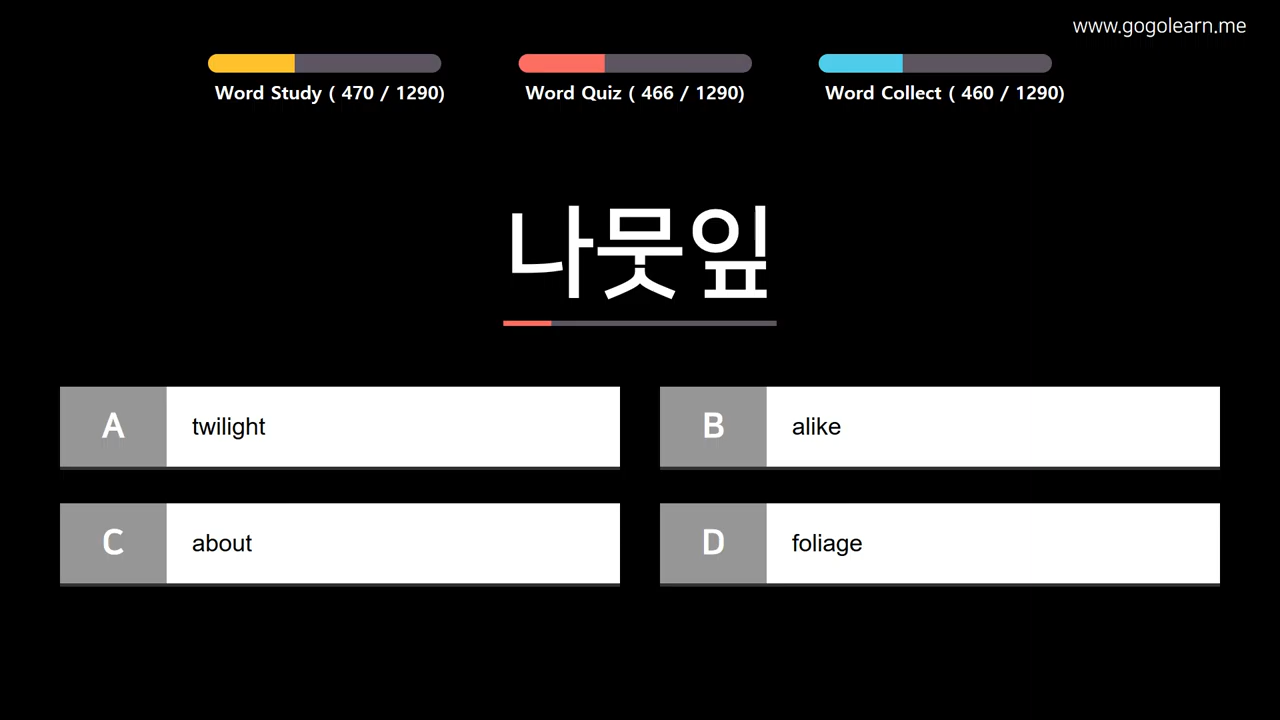 www.gogolearn.me
Word Study ( 470 / 1290)
Word Quiz ( 466 / 1290)
Word Collect ( 460 / 1290)
나뭇잎
A twilight
B alike
C about
D foliage